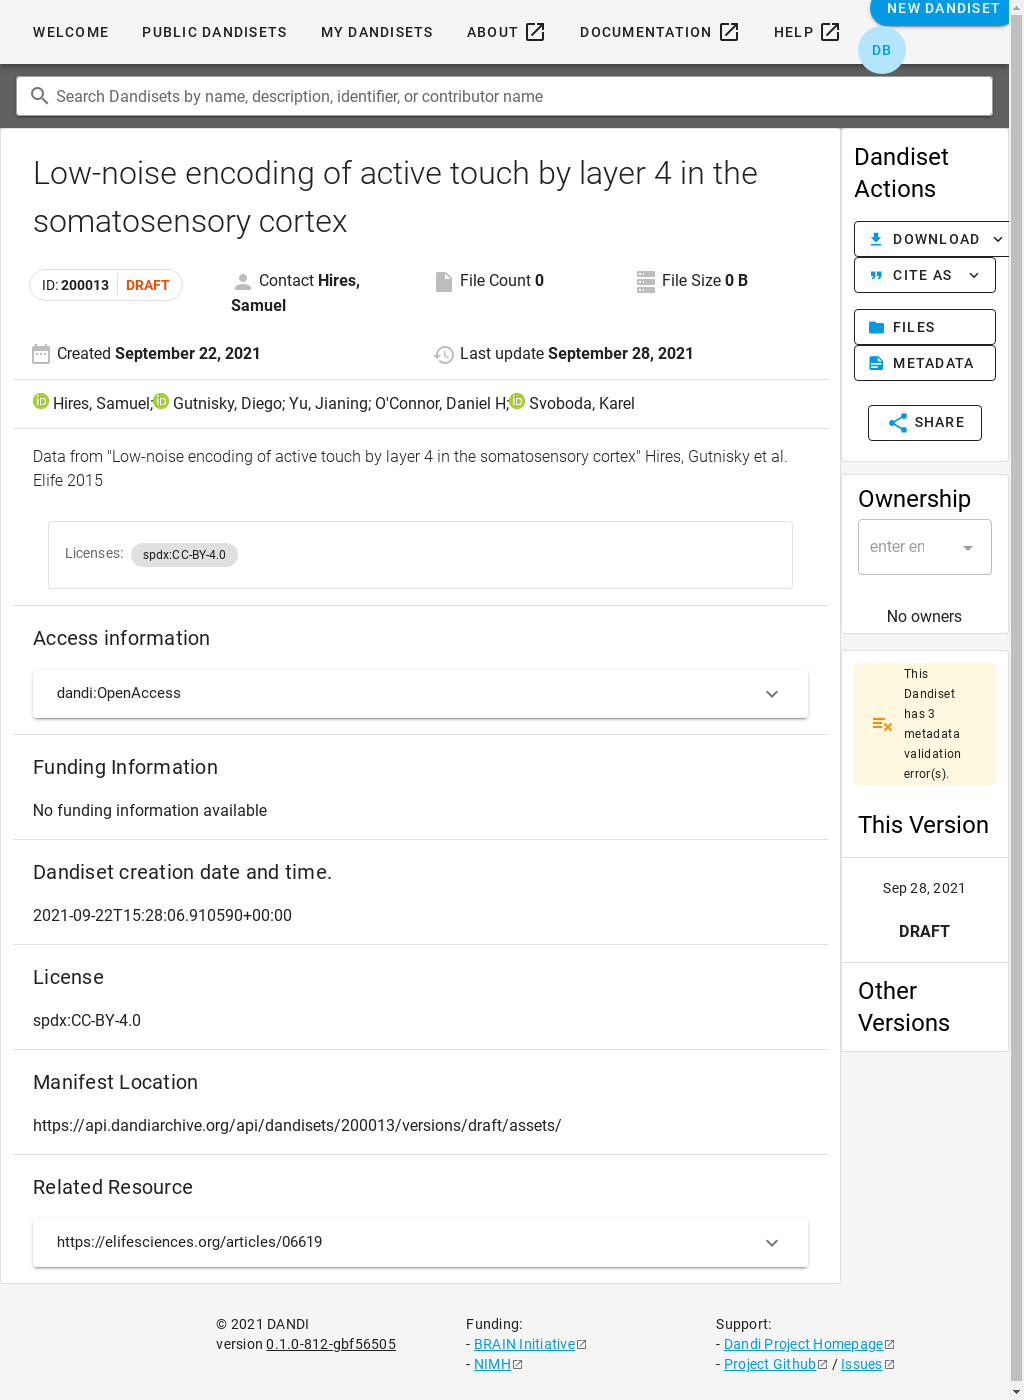 WELCOME PUBLIC DANDISETS MY DANDISETS ABOUT DOCUMENTATION HELP NEW DANDISET
DB
Search Dandisets by name, description, identifier, or contributor name
Low-noise encoding of active touch by layer 4 in the
somatosensory cortex
ID: 200013 DRAFT
Contact Hires,
Samuel
File Count 0
File Size 0 B
Created September 22, 2021
Last update September 28, 2021
iD Hires, Samuel; iD Gutnisky, Diego; Yu, Jianing; O'Connor, Daniel H; iD Svoboda, Karel
Data from "Low-noise encoding of active touch by layer 4 in the somatosensory cortex" Hires, Gutnisky et al.
Elife 2015
Licenses: spdx:CC-BY-4.0
Access information
dandi:OpenAccess
Funding Information
No funding information available
Dandiset creation date and time.
2021-09-22T15:28:06.910590+00:00
License
spdx:CC-BY-4.0
Manifest Location
https://api.dandiarchive.org/api/dandisets/200013/versions/draft/assets/
Related Resource
https://elifesciences.org/articles/06619
Dandiset
Actions
DOWNLOAD
CITE AS
FILES
METADATA
SHARE
Ownership
enter en
No owners
This
Dandiset
has 3
metadata
validation
error(s).
This Version
Sep 28, 2021
DRAFT
Other
Versions
© 2021 DANDI
version 0.1.0-812-gbf56505
Funding:
- BRAIN Initiative
- NIMH
Support:
- Dandi Project Homepage
- Project Github / Issues